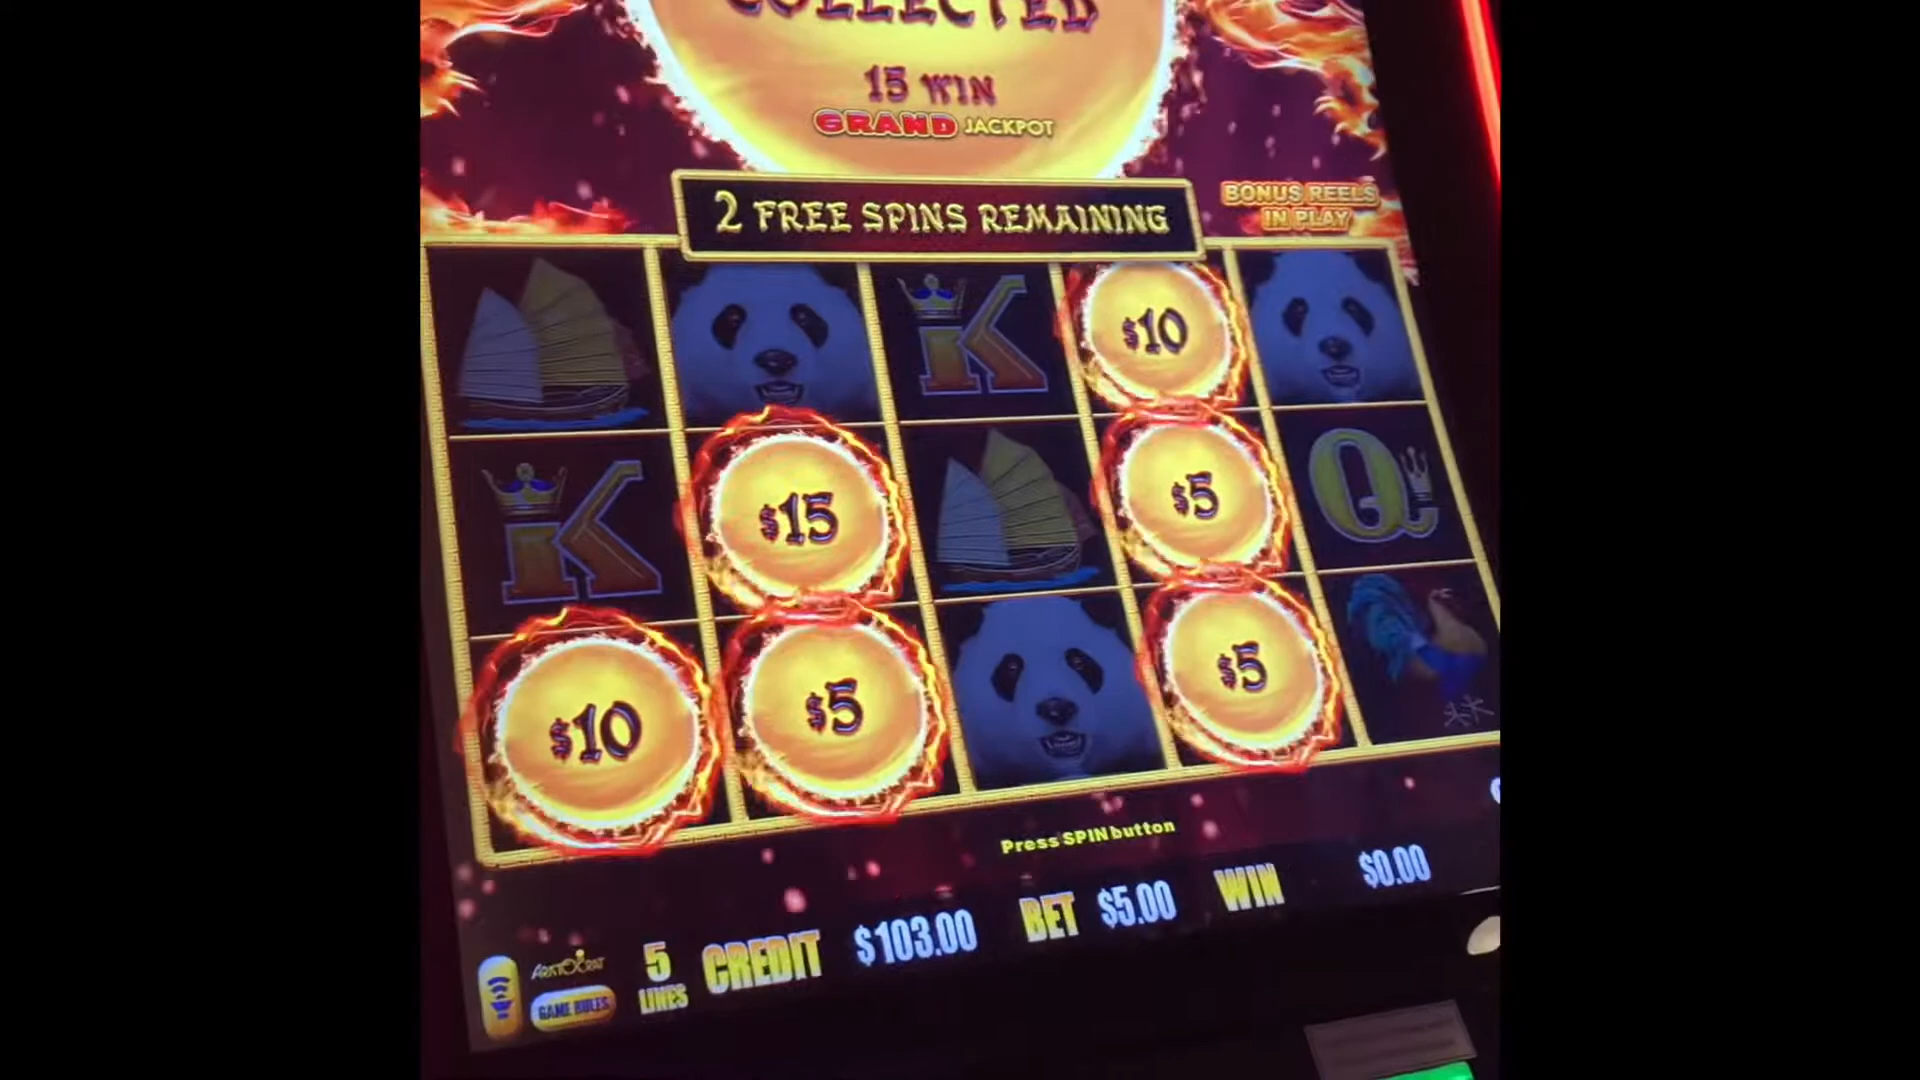 COLLECTED
15 WIN
GRAND JACKPOT
2 FREE SPINS REMAINING
BONUS REELS
IN PLAY
K
$10
K
$15
$5
Q
$10
$5
$5
Press SPIN button
ARISTOCRAT
GAME RULES
5
LINES
CREDIT $103.00 BET $5.00 WIN $0.00